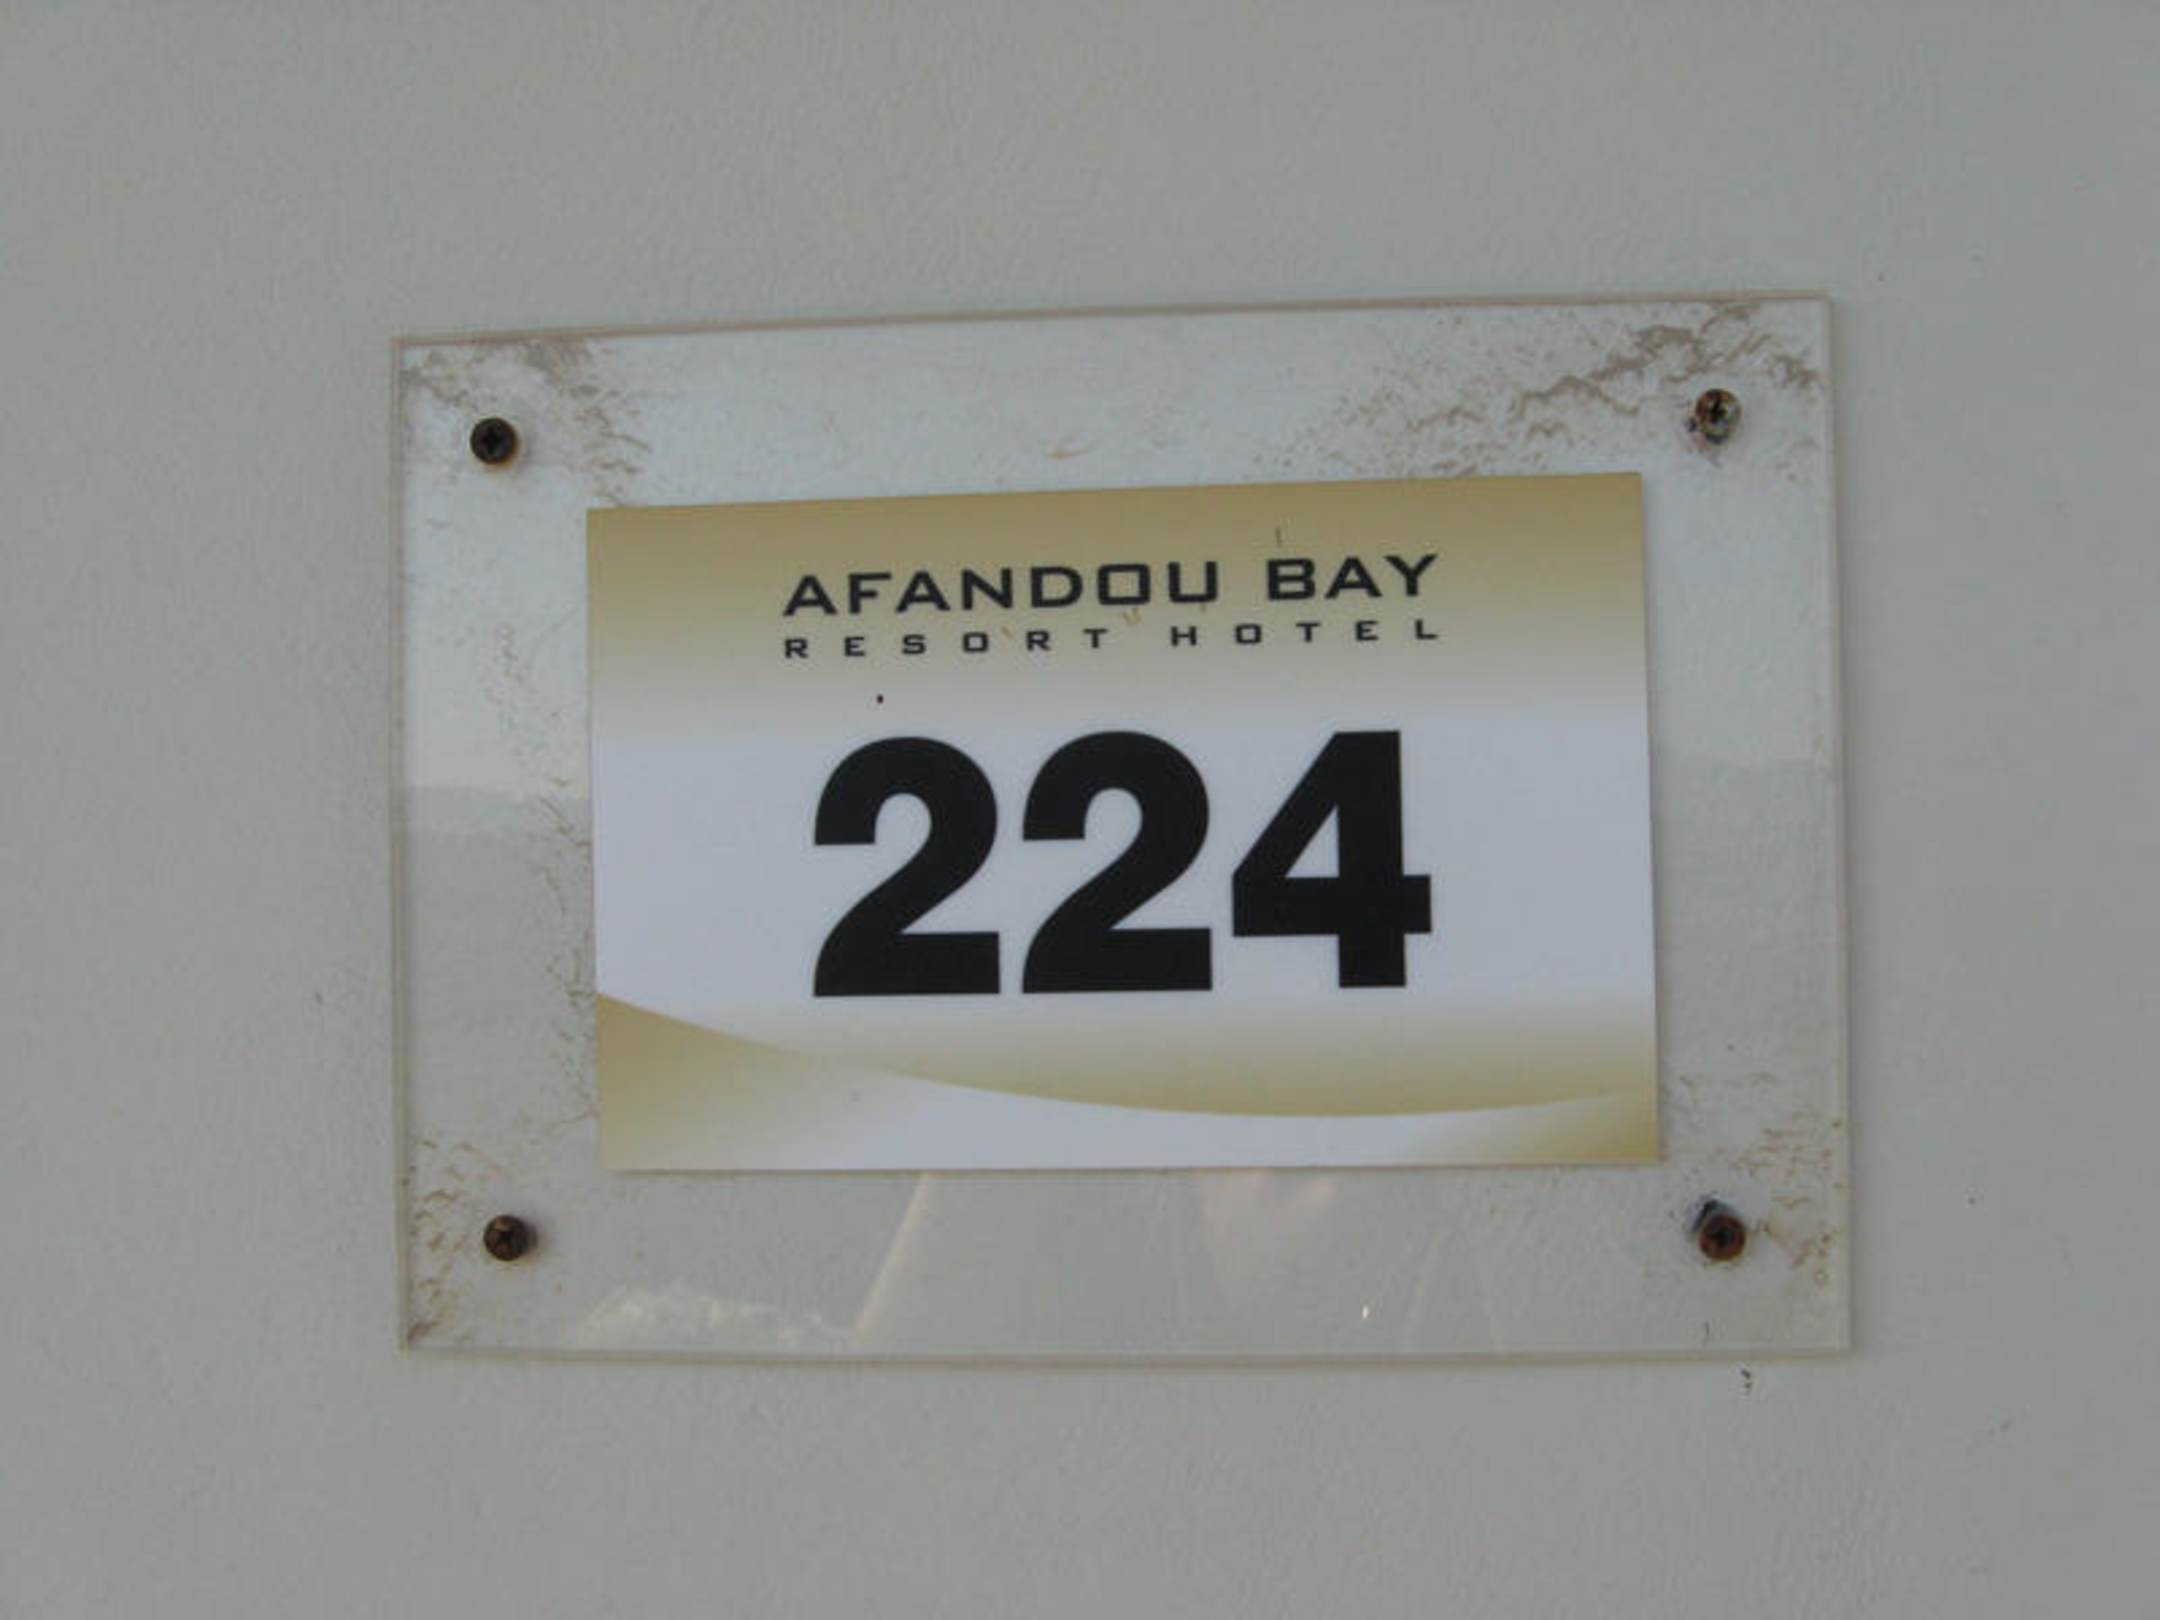 AFANDOU BAY
RESORT HOTEL
224